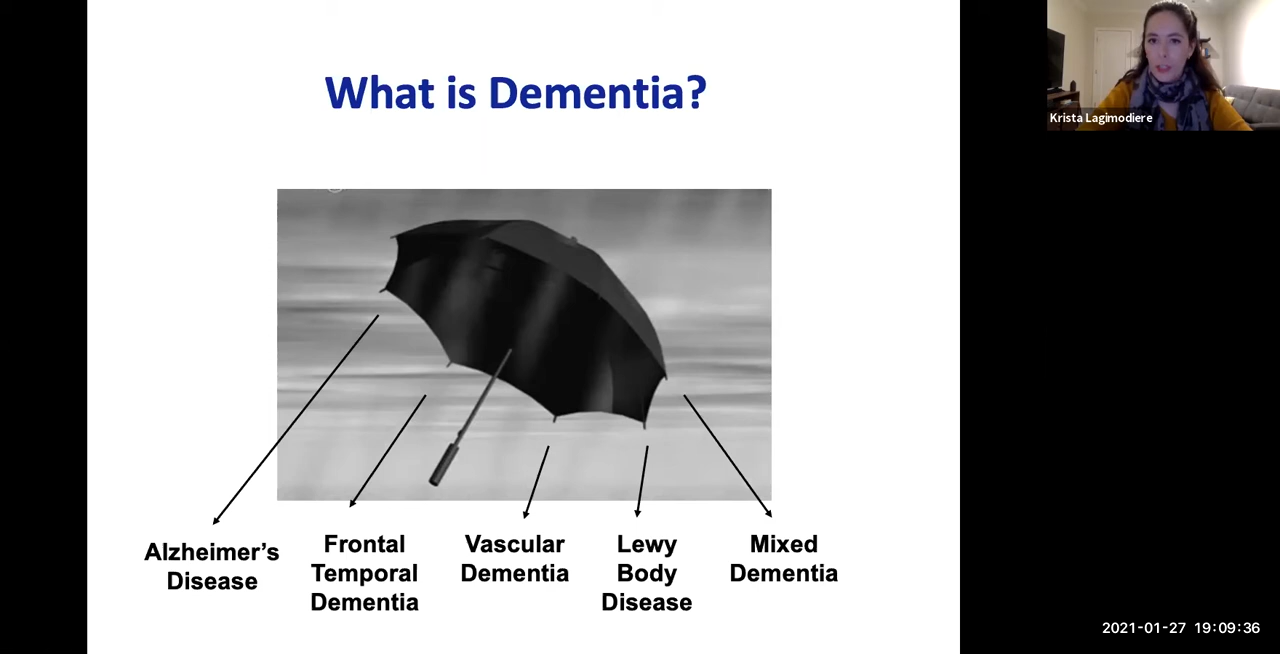 What is Dementia?
Krista Lagimodiere
Alzheimer's
Disease
Frontal
Temporal
Dementia
Vascular
Dementia
Lewy
Body
Disease
Mixed
Dementia
2021-01-27 19:09:36